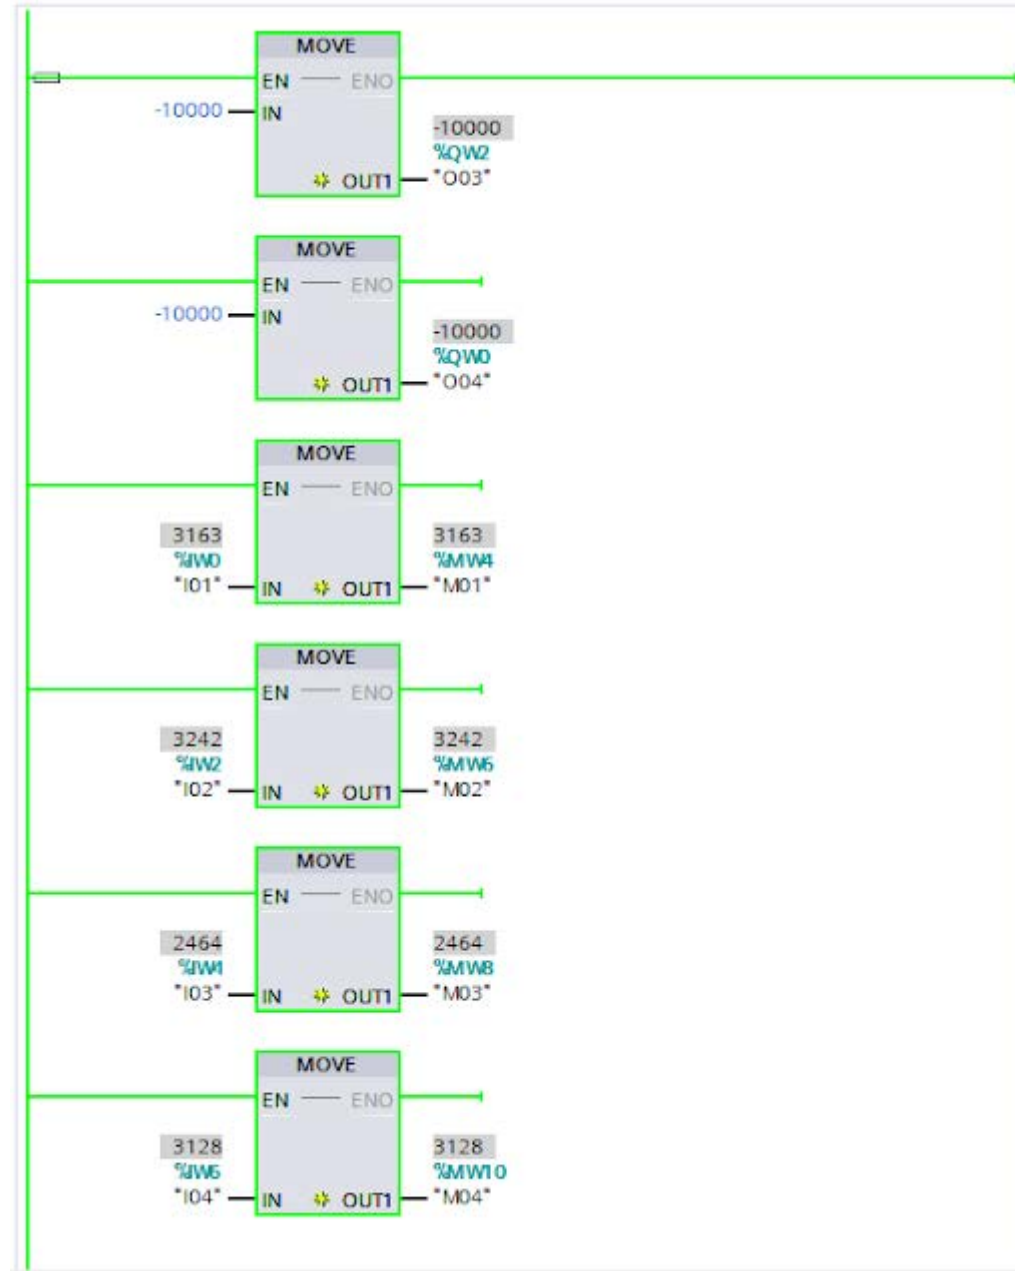 MOVE
EN ENO
-10000 IN
-10000
%QW2
OUT1 "O03"
MOVE
EN ENO
-10000 IN
-10000
%QW0
OUT1 "O04"
MOVE
EN ENO
3163 3163
%IW0 %MW4
"I01" IN OUT1 "M01"
MOVE
EN ENO
3242 3242
%IW2 %MW6
"I02" IN OUT1 "M02"
MOVE
EN ENO
2464 2464
%IW4 %MW8
"I03" IN OUT1 "M03"
MOVE
EN ENO
3128 3128
%IW6 %MW10
"I04" IN OUT1 "M04"